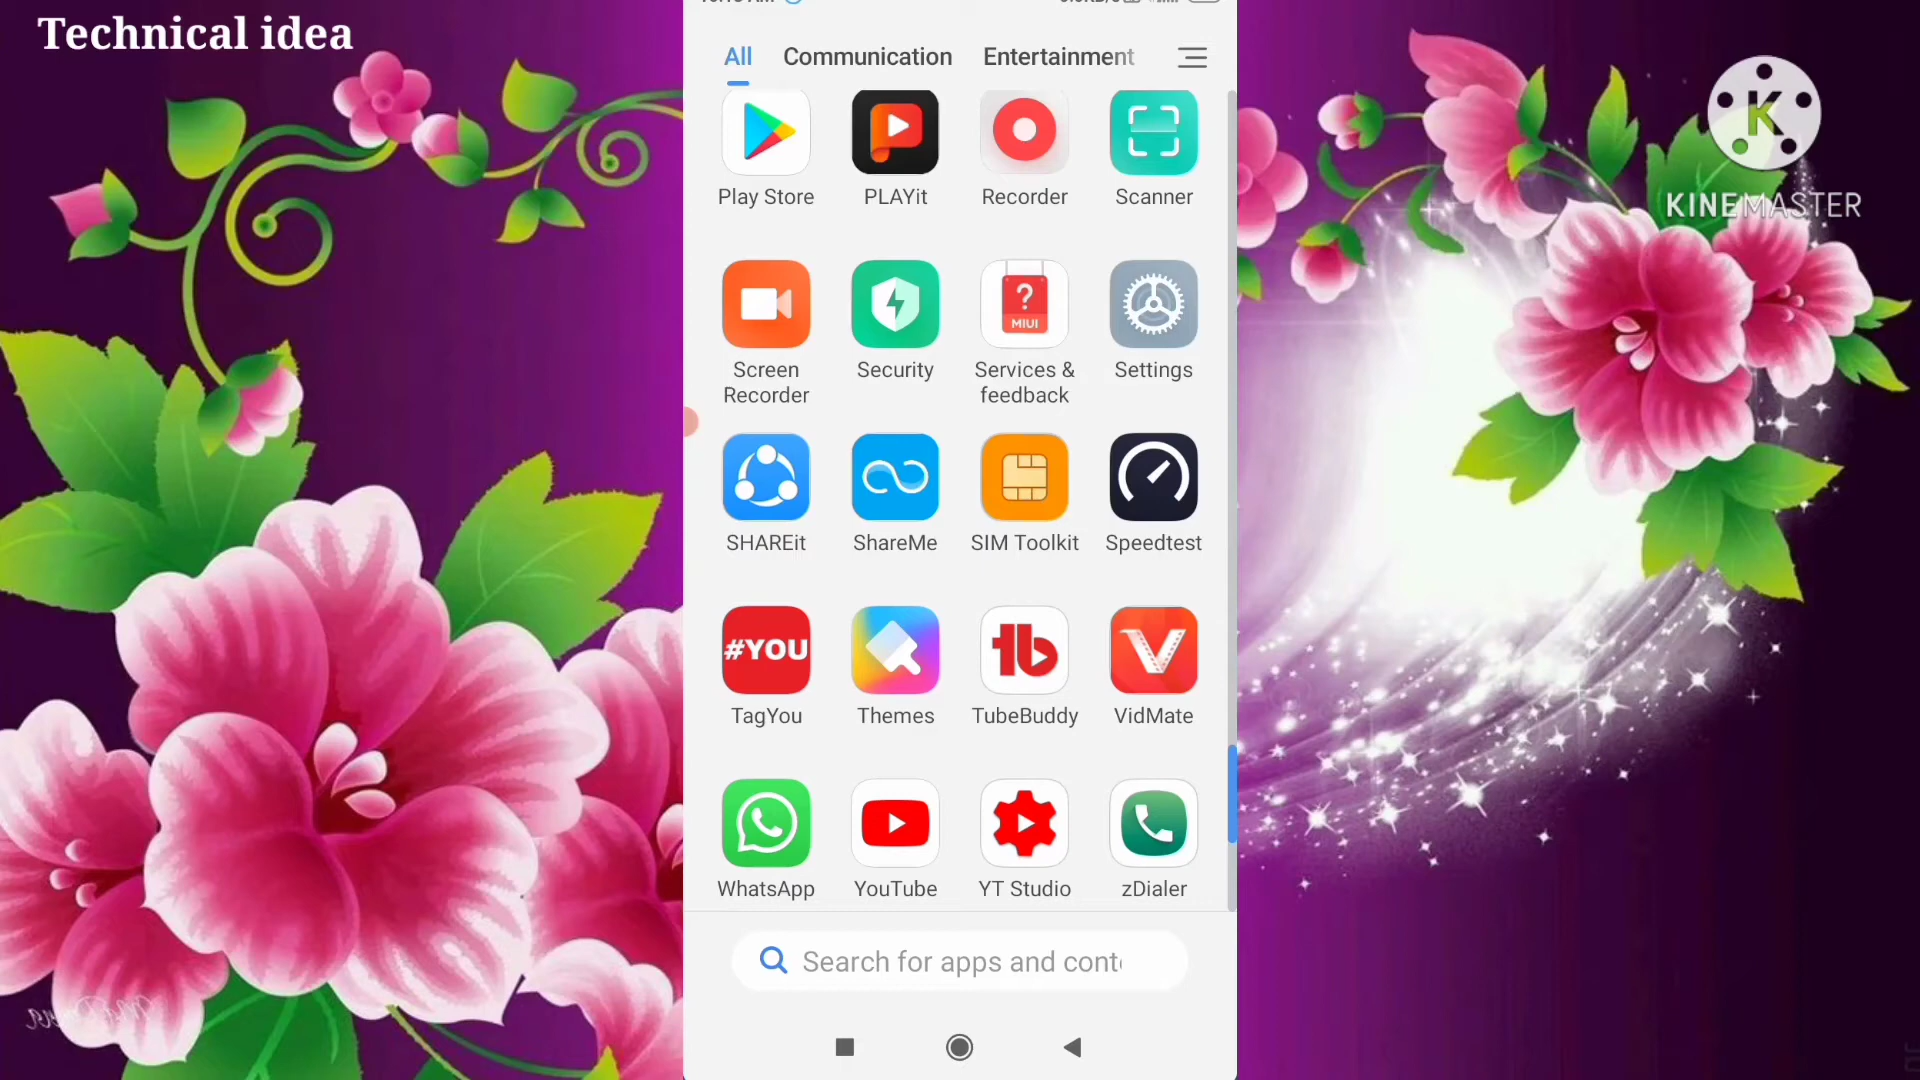 Technical idea
All Communication Entertainment
Play Store PLAYit Recorder Scanner
MIUI
Screen Recorder Security Services & feedback Settings
SHAREit ShareMe SIM Toolkit Speedtest
#YOU
TagYou Themes TubeBuddy VidMate
WhatsApp YouTube YT Studio zDialer
Search for apps and cont
K
KINEMASTER